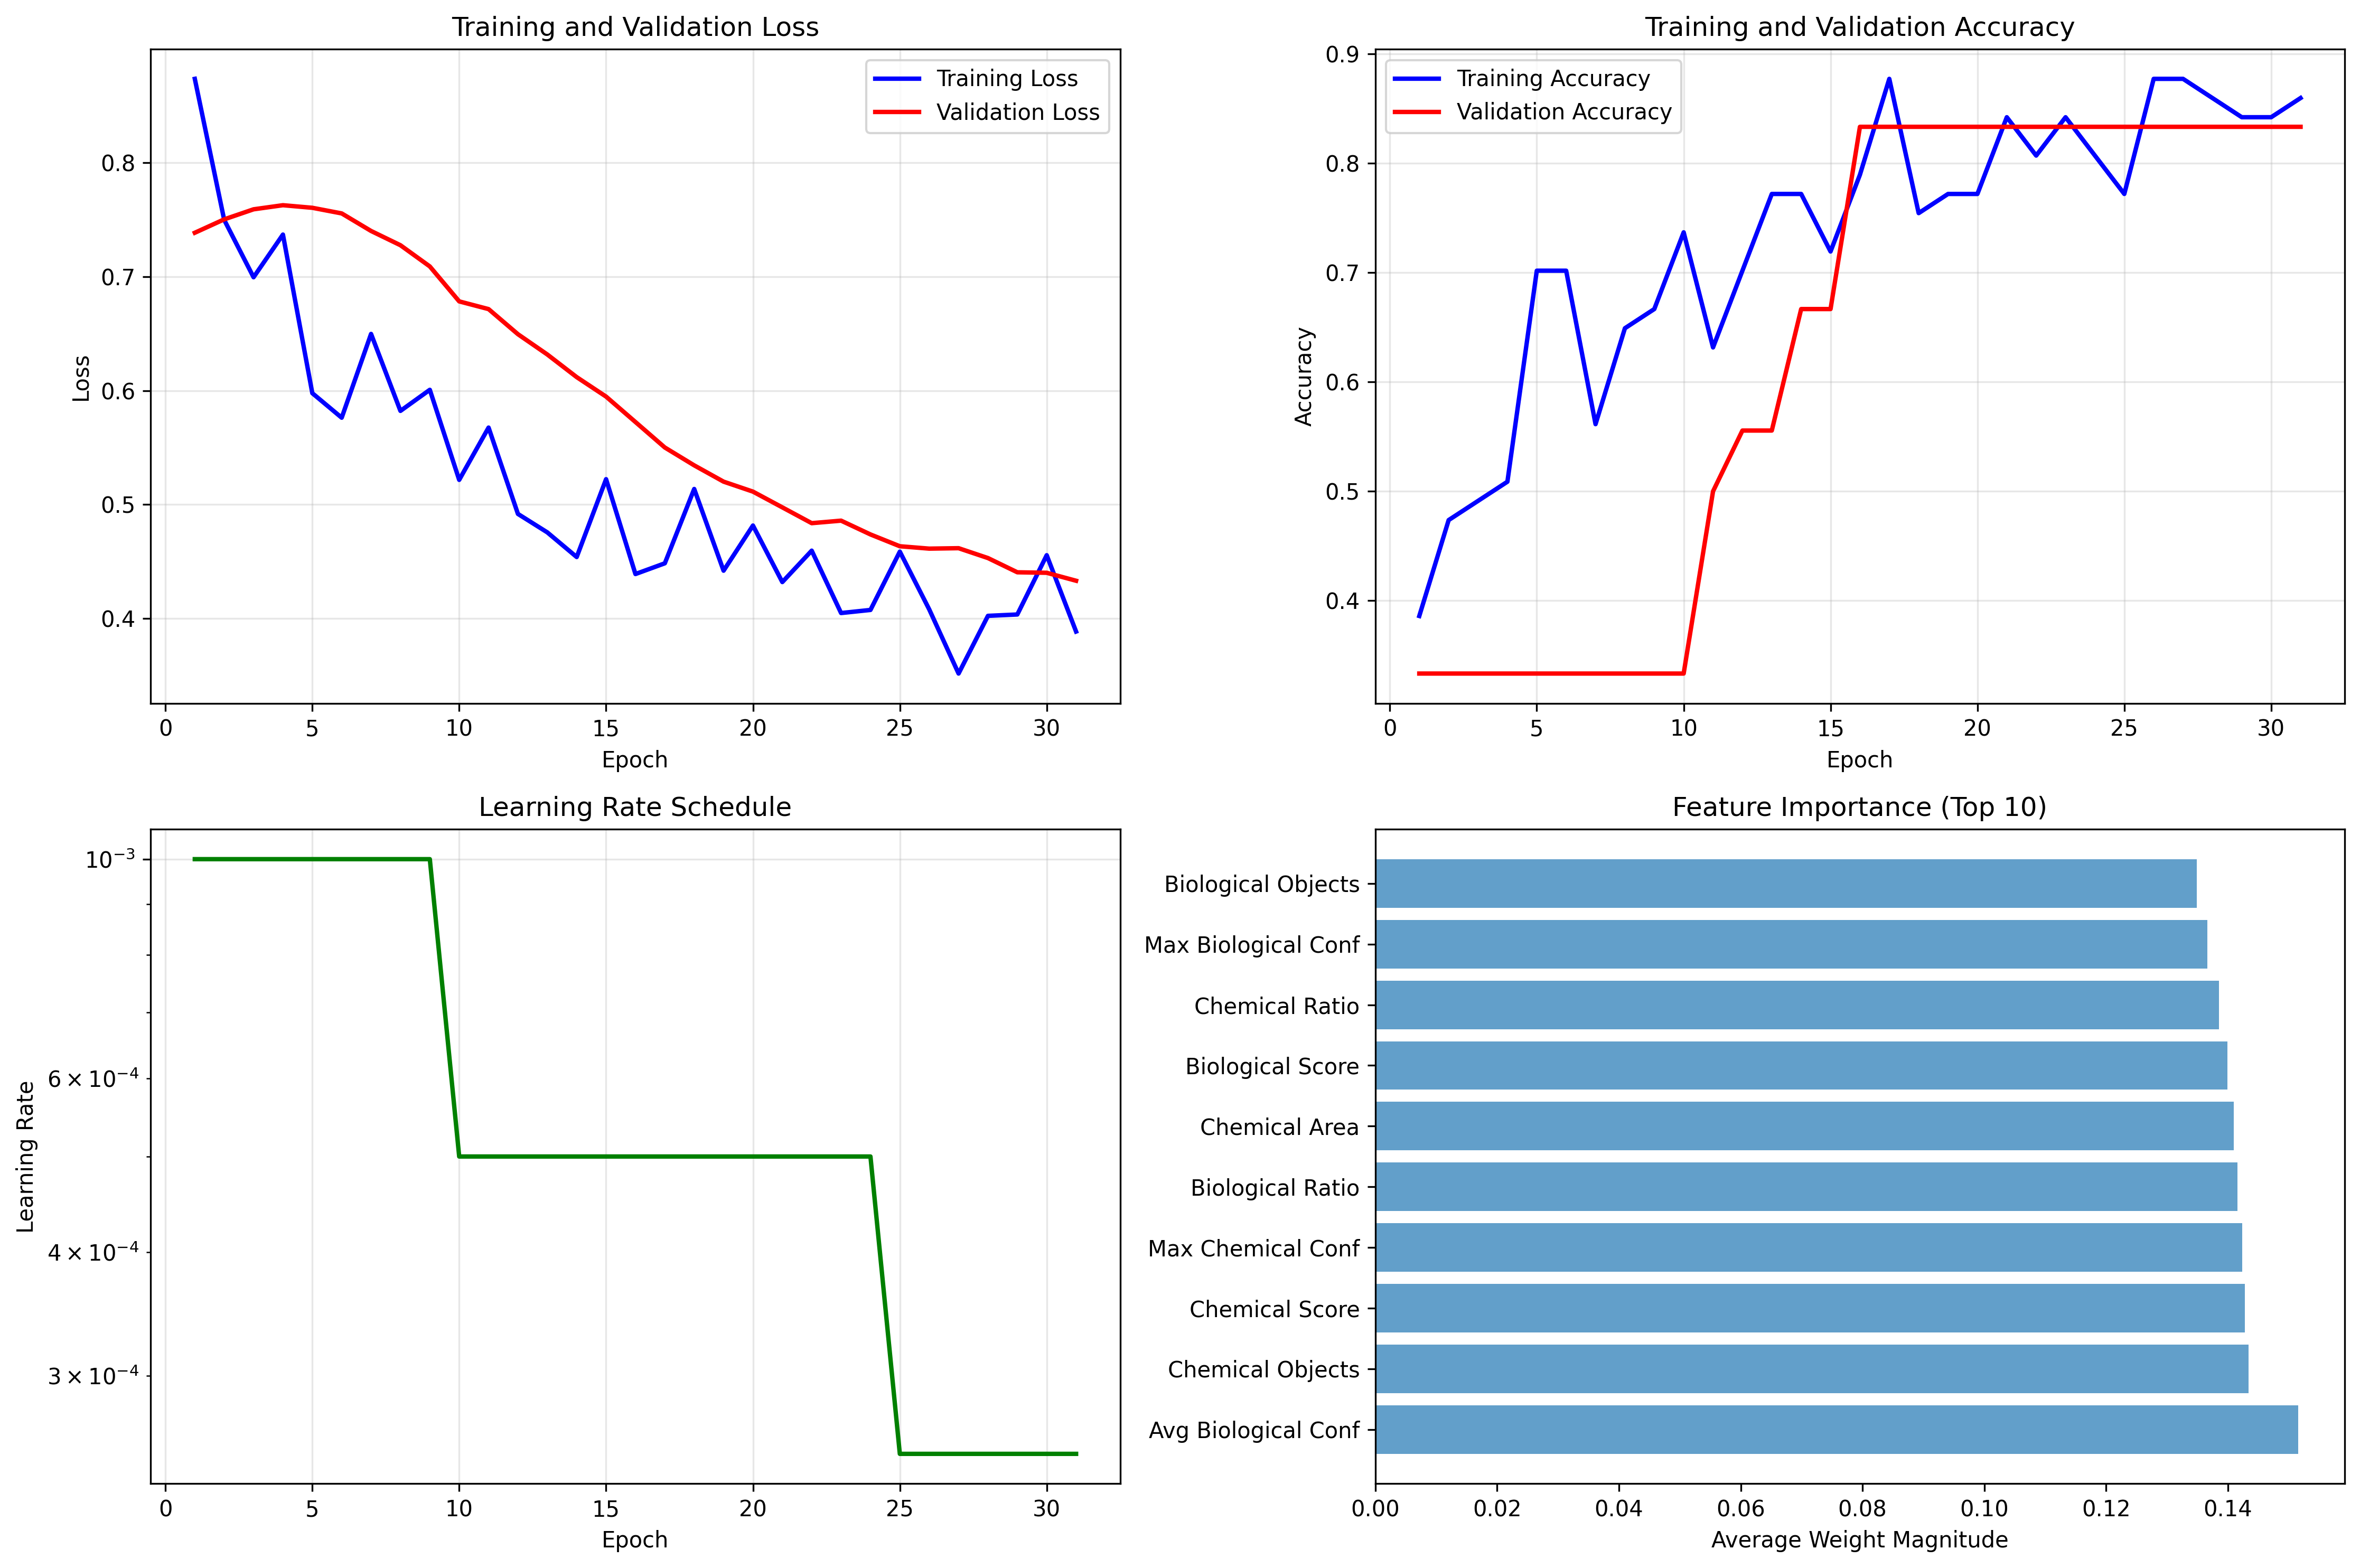 Training and Validation Loss
Training Loss
Validation Loss
Loss
0.8
0.7
0.6
0.5
0.4
0 5 10 15 20 25 30
Epoch
Training and Validation Accuracy
Training Accuracy
Validation Accuracy
Accuracy
0.9
0.8
0.7
0.6
0.5
0.4
0 5 10 15 20 25 30
Epoch
Learning Rate Schedule
Learning Rate
10⁻³
6 × 10⁻⁴
4 × 10⁻⁴
3 × 10⁻⁴
0 5 10 15 20 25 30
Epoch
Feature Importance (Top 10)
Biological Objects
Max Biological Conf
Chemical Ratio
Biological Score
Chemical Area
Biological Ratio
Max Chemical Conf
Chemical Score
Chemical Objects
Avg Biological Conf
0.00 0.02 0.04 0.06 0.08 0.10 0.12 0.14
Average Weight Magnitude